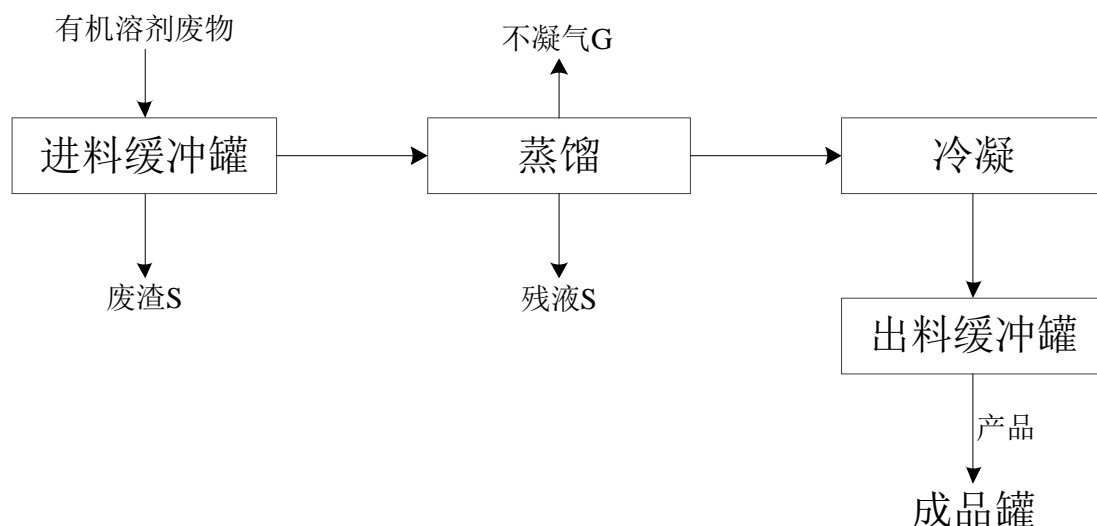 有机溶剂废物
不凝气G
进料缓冲罐
蒸馏
冷凝
废渣S
残液S
出料缓冲罐
产品
成品罐